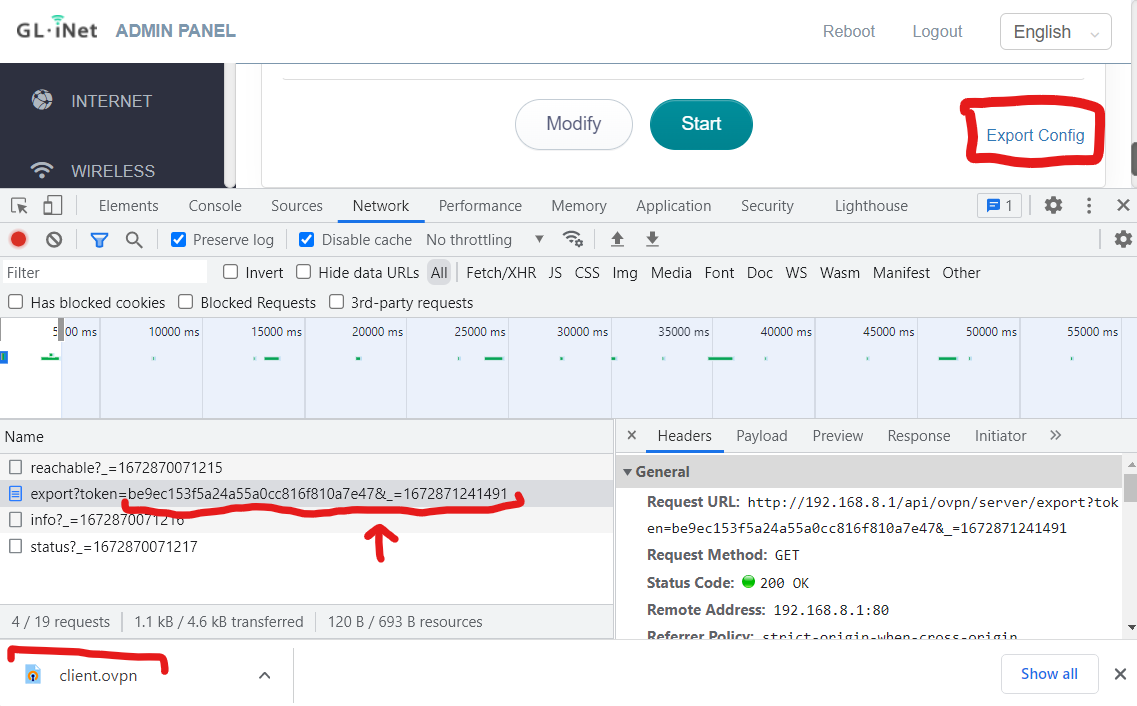 GL·iNet ADMIN PANEL Reboot Logout English
INTERNET
Modify Start Export Config
WIRELESS
Elements Console Sources Network Performance Memory Application Security Lighthouse 1
Preserve log Disable cache No throttling
Filter Invert Hide data URLs All Fetch/XHR JS CSS Img Media Font Doc WS Wasm Manifest Other
Has blocked cookies Blocked Requests 3rd-party requests
5000 ms 10000 ms 15000 ms 20000 ms 25000 ms 30000 ms 35000 ms 40000 ms 45000 ms 50000 ms 55000 ms
Name
reachable?_=1672870071215
export?token=be9ec153f5a24a55a0cc816f810a7e47&_=1672871241491
info?_=1672870071216
status?_=1672870071217
4 / 19 requests 1.1 kB / 4.6 kB transferred 120 B / 693 B resources
Headers Payload Preview Response Initiator
General
Request URL: http://192.168.8.1/api/ovpn/server/export?tok
en=be9ec153f5a24a55a0cc816f810a7e47&_=1672871241491
Request Method: GET
Status Code: 200 OK
Remote Address: 192.168.8.1:80
Referrer Policy: strict-origin-when-cross-origin
client.ovpn Show all